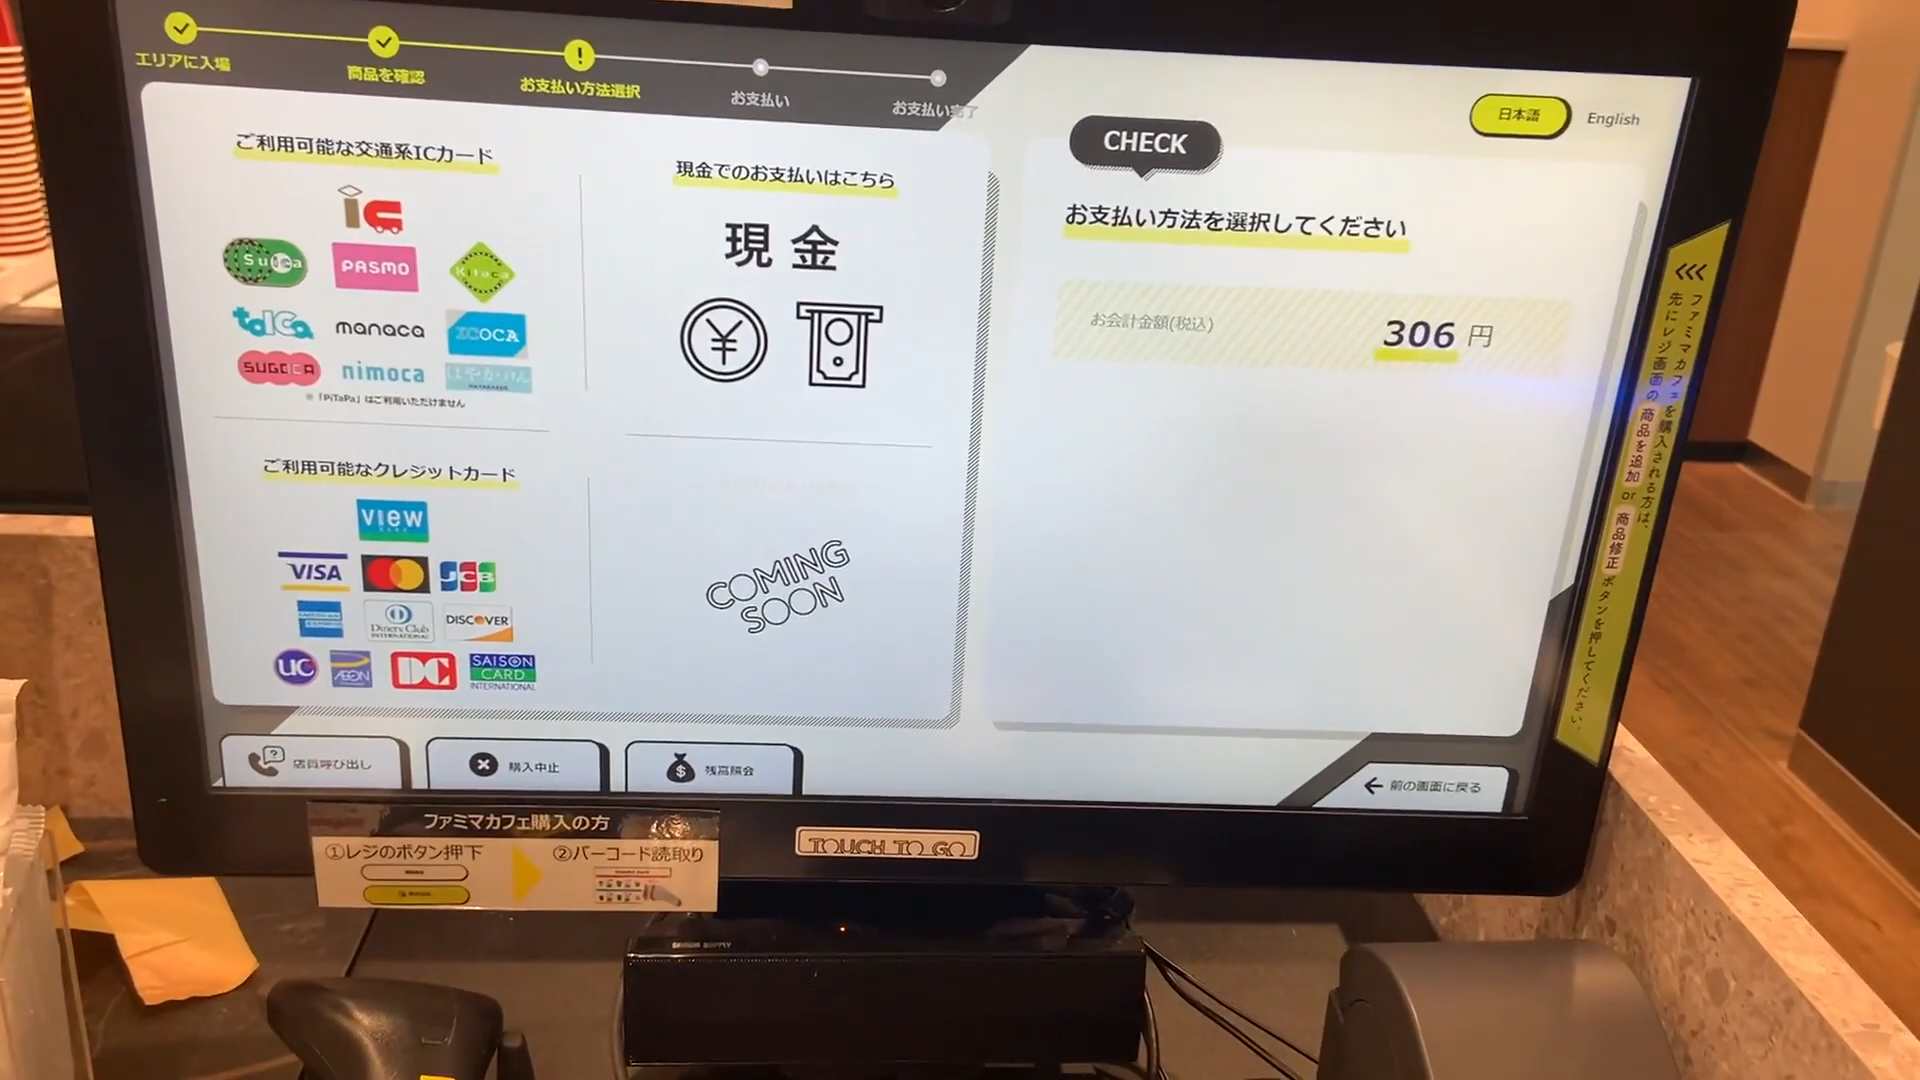 エリアに入場
商品を確認
お支払い方法選択
お支払い
お支払い完了
ご利用可能な交通系ICカード
Suica
PASMO
Kitaca
toica
manaca
ICOCA
SUGOCA
nimoca
はやかけん
※「PiTaPa」はご利用いただけません
現金でのお支払いはこちら
現金
ご利用可能なクレジットカード
VIEW
VISA
JCB
AMERICAN EXPRESS
Diners Club
INTERNATIONAL
DISCOVER
UC
ÆON
DC
SAISON
CARD
INTERNATIONAL
COMING
SOON
CHECK
日本語
English
お支払い方法を選択してください
お会計金額(税込)
306 円
ファミマカフェを購入される方は、
先にレジ画面の 商品を追加 or 商品修正 ボタンを押してください。
店員呼び出し
購入中止
残高照会
前の画面に戻る
ファミマカフェ購入の方
①レジのボタン押下
②バーコード読取り
TOUCH TO GO
SANWA SUPPLY